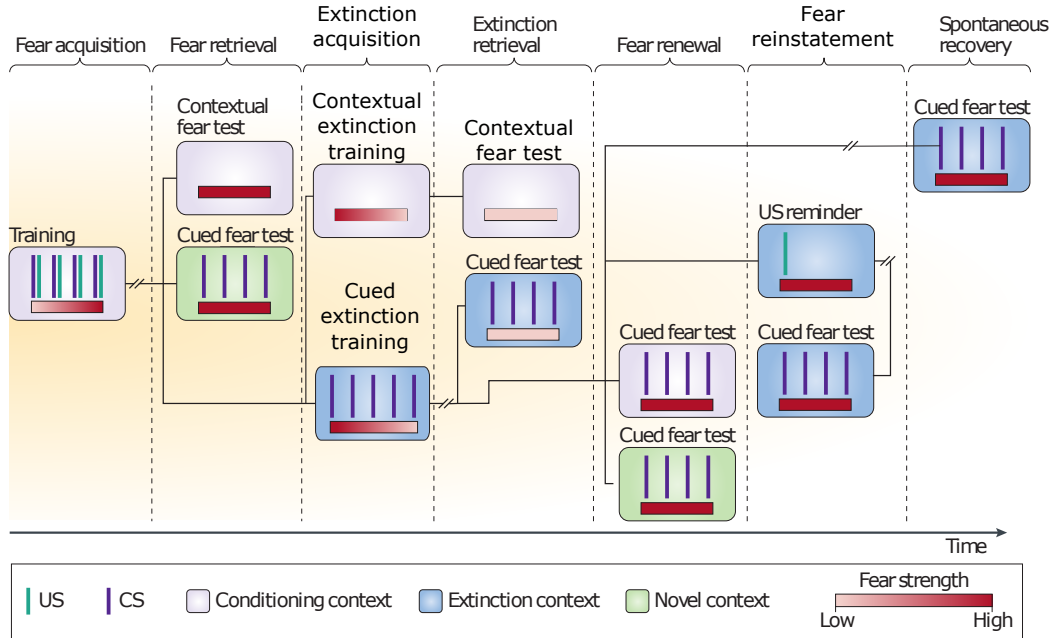 Fear acquisition
Fear retrieval
Extinction
acquisition
Extinction
retrieval
Fear renewal
Fear
reinstatement
Spontaneous
recovery
Contextual
fear test
Contextual
extinction
training
Contextual
fear test
Cued fear test
Training
Cued fear test
Cued fear test
US reminder
Cued
extinction
training
Cued fear test
Cued fear test
Cued fear test
Time
US
CS
Conditioning context
Extinction context
Novel context
Fear strength
Low
High